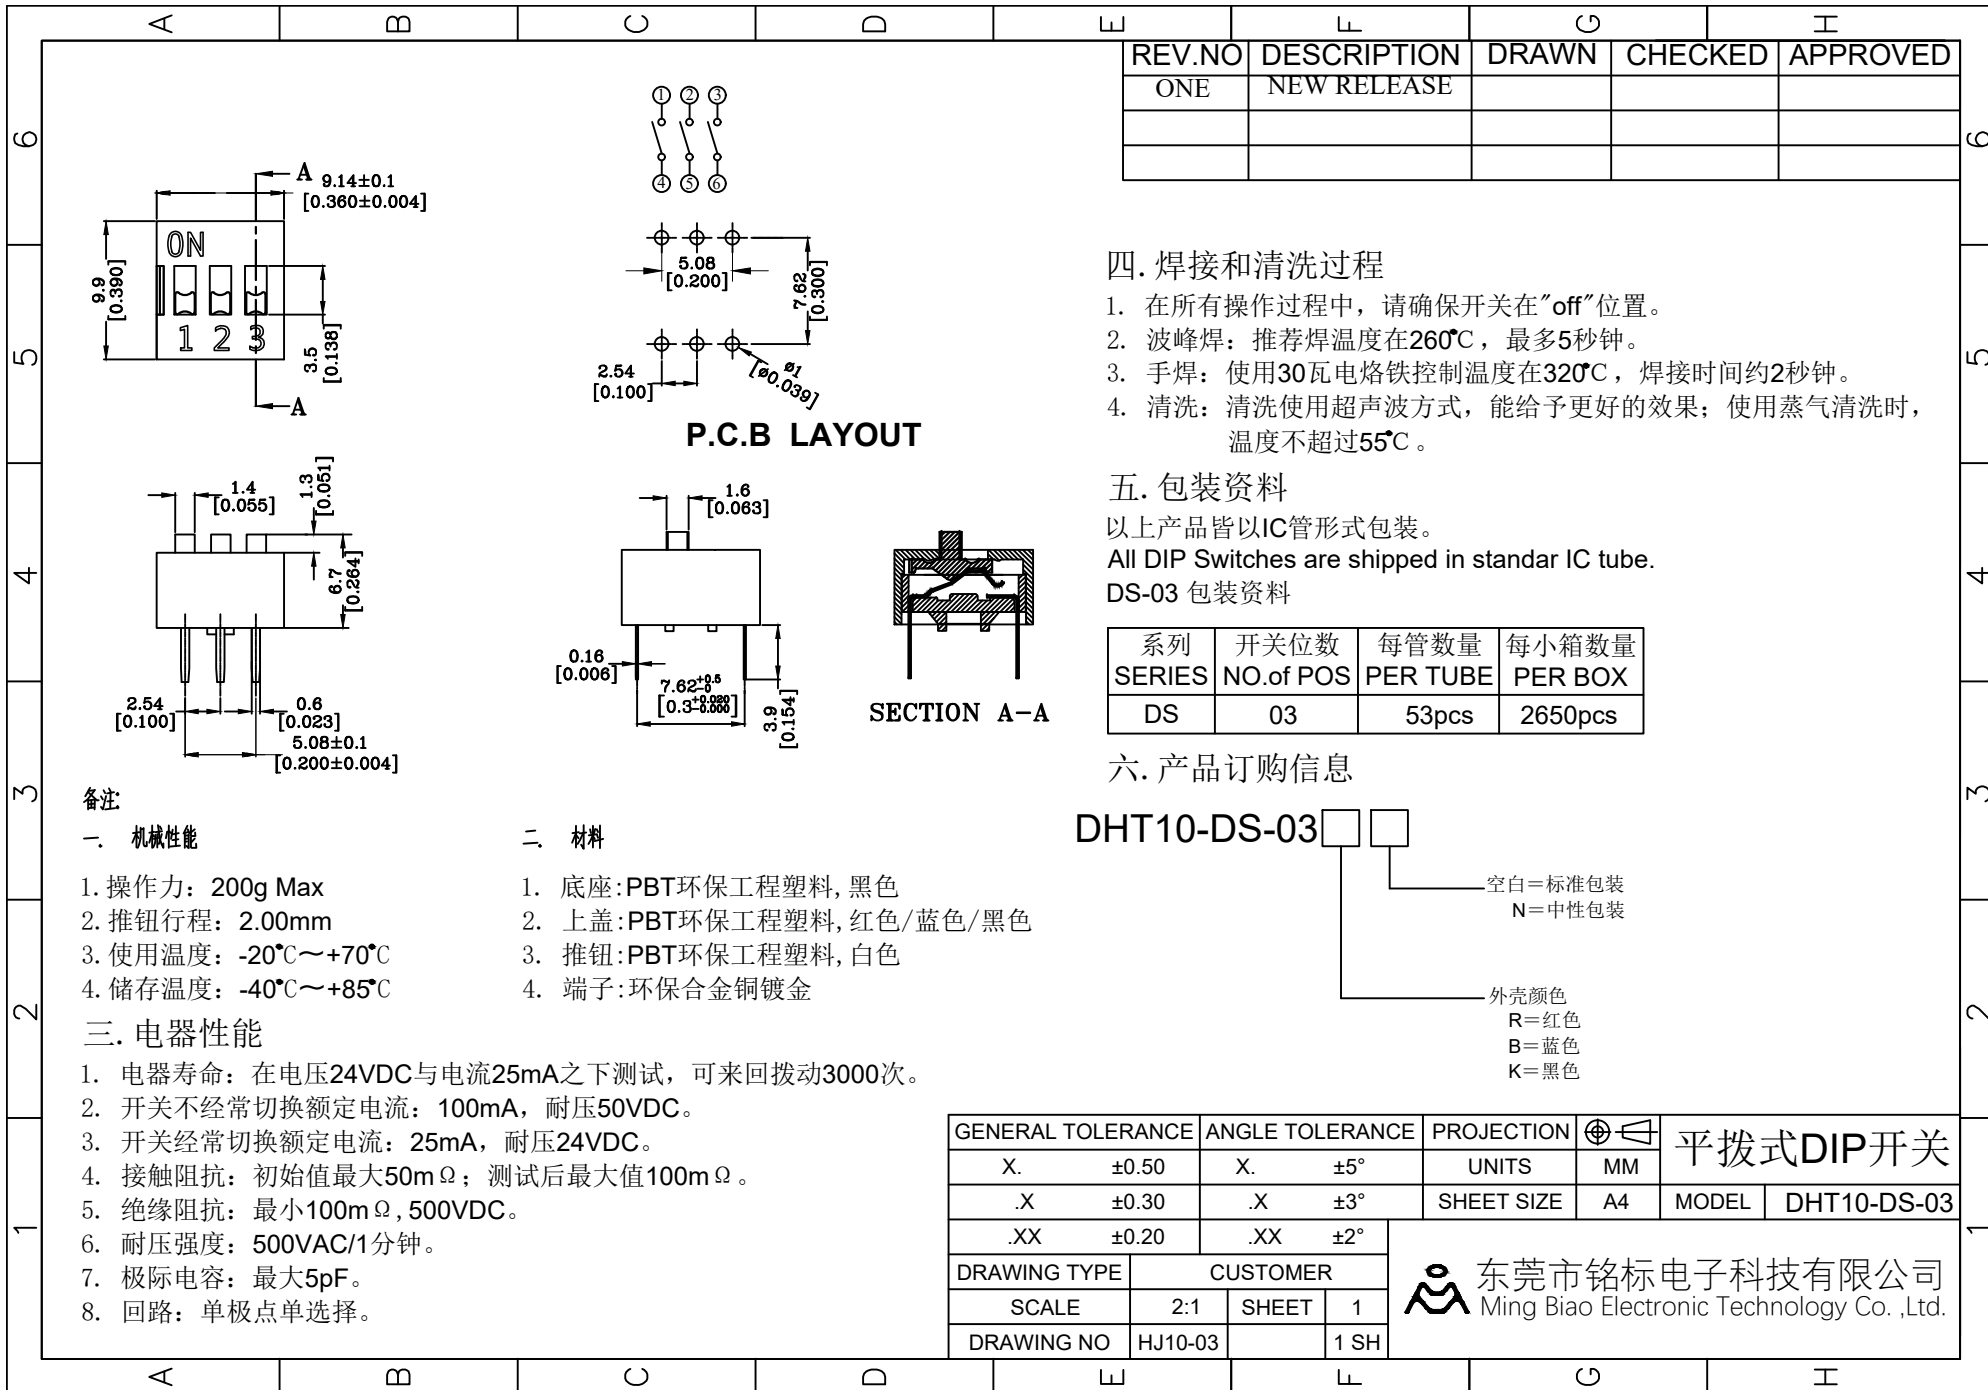 A B C D E F G H
REV.NO DESCRIPTION DRAWN CHECKED APPROVED
ONE NEW RELEASE
6 6
5 5
4 4
3 3
2 2
1 1
① ② ③
④ ⑤ ⑥
A
9.14±0.1
[0.360±0.004]
ON
1 2 3
9.9
[0.390]
3.5
[0.138]
A
5.08
[0.200]
7.62
[0.300]
2.54
[0.100]
ø1
[ø0.039]
P.C.B LAYOUT
1.4
[0.055]
1.3
[0.051]
6.7
[0.264]
2.54
[0.100]
0.6
[0.023]
5.08±0.1
[0.200±0.004]
1.6
[0.063]
0.16
[0.006]
7.62+0.5-0
[0.3+0.020-0.000]
3.9
[0.154]
SECTION A-A
备注:
一. 机械性能
1.操作力：200g Max
2.推钮行程：2.00mm
3.使用温度：-20℃～+70℃
4.储存温度：-40℃～+85℃
二. 材料
1. 底座:PBT环保工程塑料,黑色
2. 上盖:PBT环保工程塑料,红色/蓝色/黑色
3. 推钮:PBT环保工程塑料,白色
4. 端子:环保合金铜镀金
三.电器性能
1. 电器寿命：在电压24VDC与电流25mA之下测试，可来回拨动3000次。
2. 开关不经常切换额定电流：100mA，耐压50VDC。
3. 开关经常切换额定电流：25mA，耐压24VDC。
4. 接触阻抗：初始值最大50mΩ；测试后最大值100mΩ。
5. 绝缘阻抗：最小100mΩ,500VDC。
6. 耐压强度：500VAC/1分钟。
7. 极际电容：最大5pF。
8. 回路：单极点单选择。
四.焊接和清洗过程
1. 在所有操作过程中，请确保开关在"off"位置。
2. 波峰焊：推荐焊温度在260℃，最多5秒钟。
3. 手焊：使用30瓦电烙铁控制温度在320℃，焊接时间约2秒钟。
4. 清洗：清洗使用超声波方式，能给予更好的效果；使用蒸气清洗时，
温度不超过55℃。
五.包装资料
以上产品皆以IC管形式包装。
All DIP Switches are shipped in standar IC tube.
DS-03 包装资料
系列 开关位数 每管数量 每小箱数量
SERIES NO.of POS PER TUBE PER BOX
DS 03 53pcs 2650pcs
六.产品订购信息
DHT10-DS-03
空白＝标准包装
N＝中性包装
外壳颜色
R＝红色
B＝蓝色
K＝黑色
GENERAL TOLERANCE ANGLE TOLERANCE PROJECTION 平拨式DIP开关
X. ±0.50 X. ±5° UNITS MM
.X ±0.30 .X ±3° SHEET SIZE A4 MODEL DHT10-DS-03
.XX ±0.20 .XX ±2°
DRAWING TYPE CUSTOMER
SCALE 2:1 SHEET 1
DRAWING NO HJ10-03 1 SH
东莞市铭标电子科技有限公司
Ming Biao Electronic Technology Co. ,Ltd.
A B C D E F G H